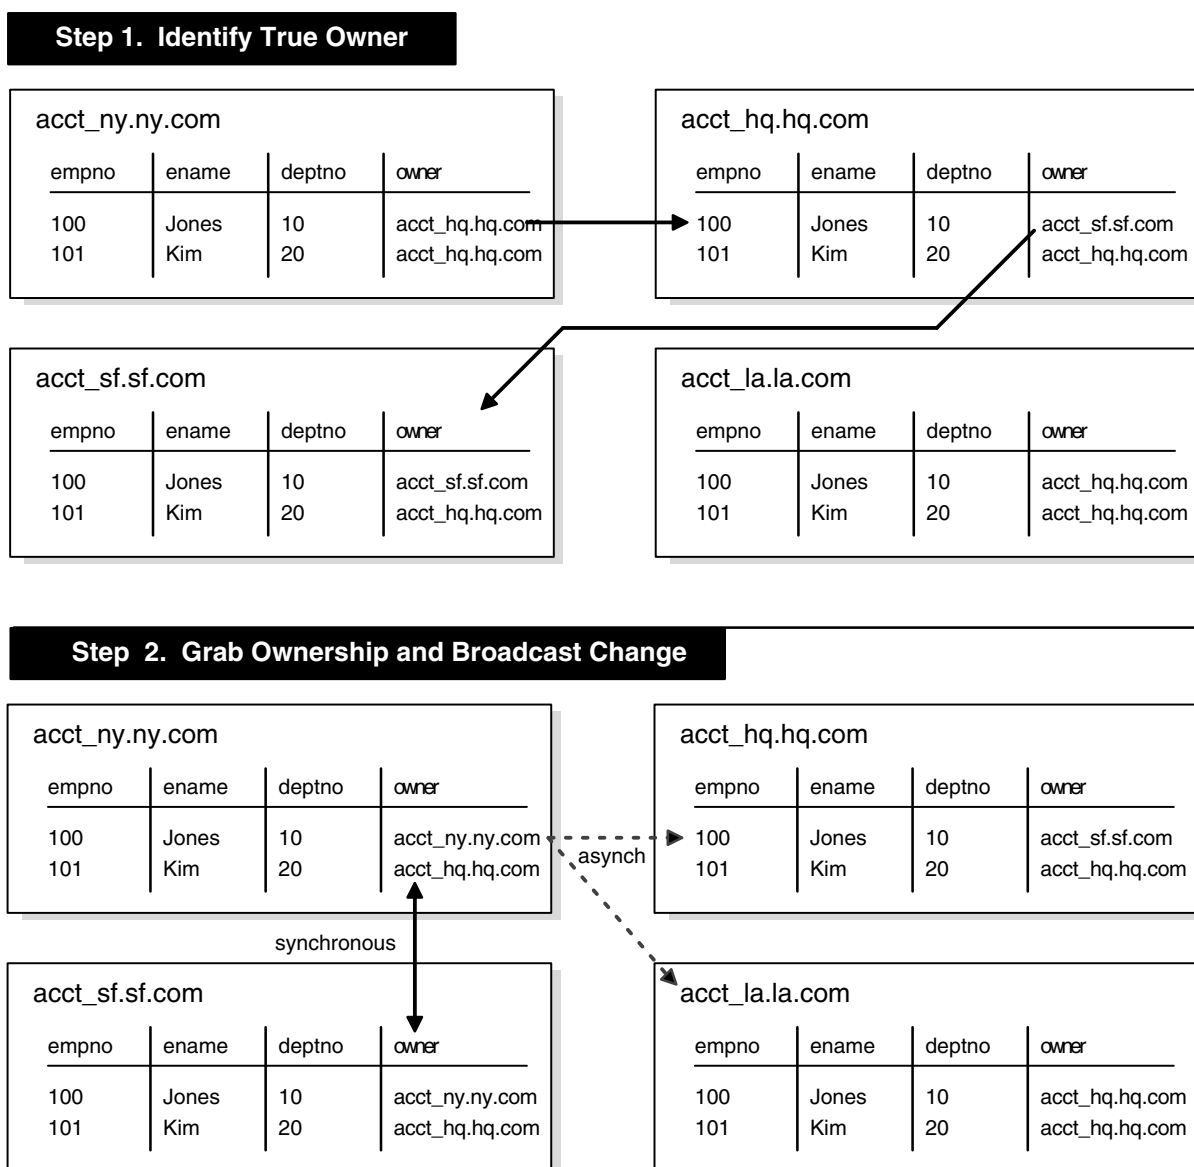 Step 1. Identify True Owner
acct_ny.ny.com
empno ename deptno owner
100 Jones 10 acct_hq.hq.com
101 Kim 20 acct_hq.hq.com
acct_hq.hq.com
empno ename deptno owner
100 Jones 10 acct_sf.sf.com
101 Kim 20 acct_hq.hq.com
acct_sf.sf.com
empno ename deptno owner
100 Jones 10 acct_sf.sf.com
101 Kim 20 acct_hq.hq.com
acct_la.la.com
empno ename deptno owner
100 Jones 10 acct_hq.hq.com
101 Kim 20 acct_hq.hq.com
Step 2. Grab Ownership and Broadcast Change
acct_ny.ny.com
empno ename deptno owner
100 Jones 10 acct_ny.ny.com
101 Kim 20 acct_hq.hq.com
asynch
acct_hq.hq.com
empno ename deptno owner
100 Jones 10 acct_sf.sf.com
101 Kim 20 acct_hq.hq.com
synchronous
acct_sf.sf.com
empno ename deptno owner
100 Jones 10 acct_ny.ny.com
101 Kim 20 acct_hq.hq.com
acct_la.la.com
empno ename deptno owner
100 Jones 10 acct_hq.hq.com
101 Kim 20 acct_hq.hq.com